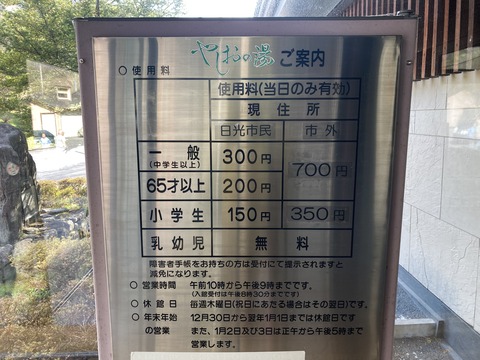 やしおの湯 ご案内
○ 使用料
使用料(当日のみ有効)
現住所
日光市民 市外
一般
(中学生以上)
300円
700円
65才以上 200円
小学生 150円 350円
乳幼児 無料
障害者手帳をお持ちの方は受付にて提示されますと
減免になります。
○ 営業時間 午前10時から午後9時までです。
(入館受付は午後8時30分までです)
○ 休館日 毎週木曜日(祝日にあたる場合はその翌日)です。
○ 年末年始 12月30日から翌年1月1日までは休館日です
の営業 また、1月2日及び3日は正午から午後5時まで
営業します。